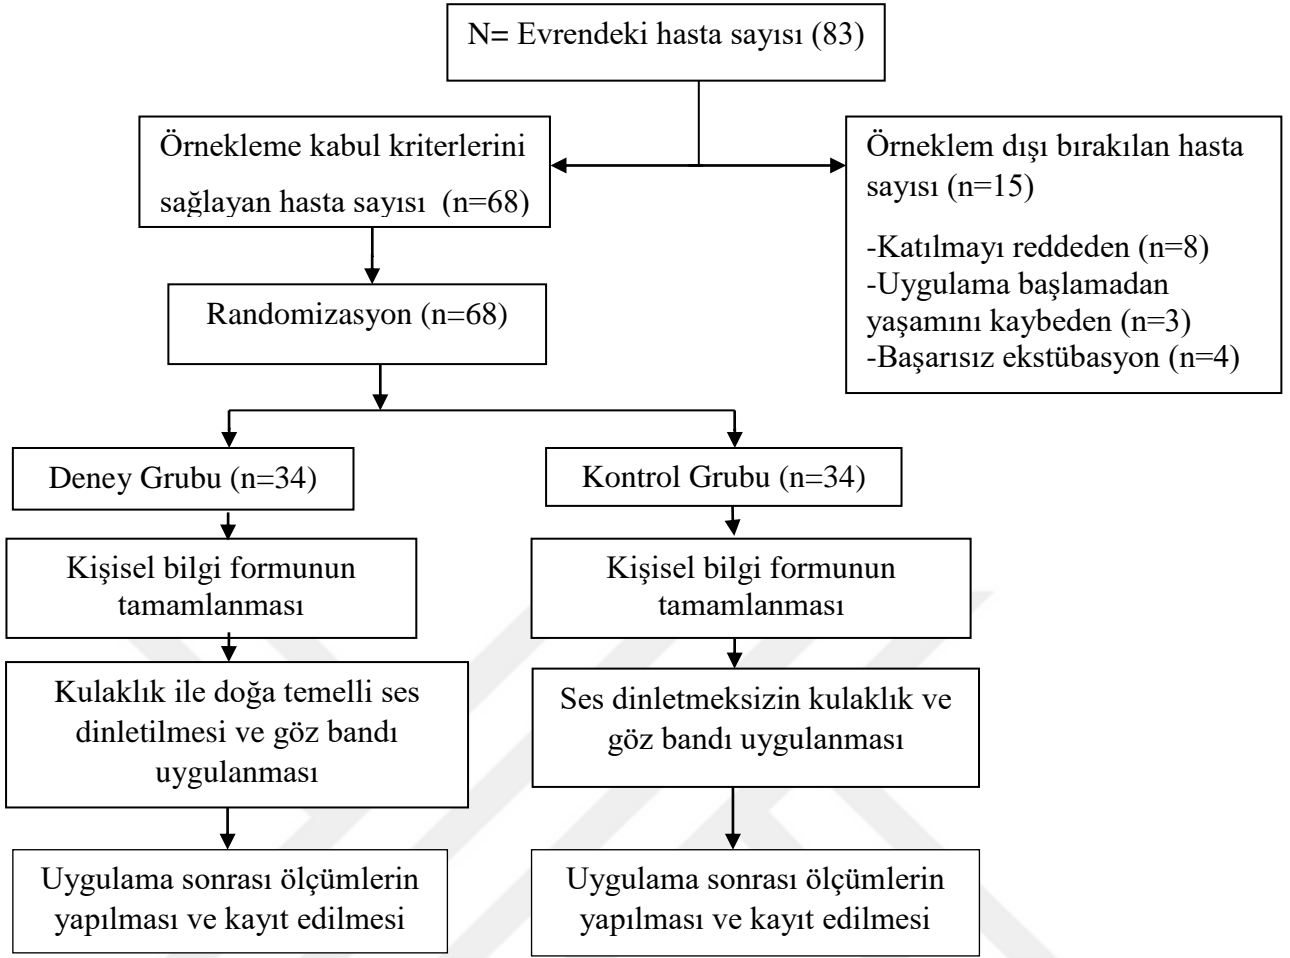 N= Evrendeki hasta sayısı (83)
Örnekleme kabul kriterlerini
sağlayan hasta sayısı (n=68)
Örneklem dışı bırakılan hasta
sayısı (n=15)
-Katılmayı reddeden (n=8)
-Uygulama başlamadan
yaşamını kaybeden (n=3)
-Başarısız ekstübasyon (n=4)
Randomizasyon (n=68)
Deney Grubu (n=34)
Kontrol Grubu (n=34)
Kişisel bilgi formunun
tamamlanması
Kişisel bilgi formunun
tamamlanması
Kulaklık ile doğa temelli ses
dinletilmesi ve göz bandı
uygulanması
Ses dinletmeksizin kulaklık ve
göz bandı uygulanması
Uygulama sonrası ölçümlerin
yapılması ve kayıt edilmesi
Uygulama sonrası ölçümlerin
yapılması ve kayıt edilmesi